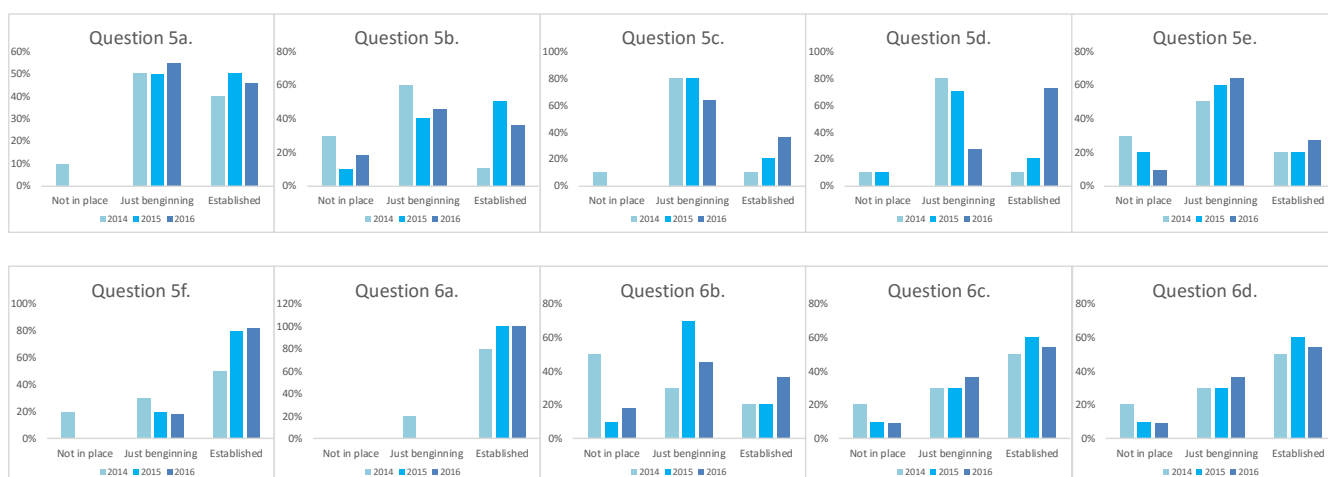 Question 5a.
60%
50%
40%
30%
20%
10%
0%
Not in place Just benginning Established
2014 2015 2016
Question 5b.
80%
60%
40%
20%
0%
Not in place Just benginning Established
2014 2015 2016
Question 5c.
100%
80%
60%
40%
20%
0%
Not in place Just benginning Established
2014 2015 2016
Question 5d.
100%
80%
60%
40%
20%
0%
Not in place Just benginning Established
2014 2015 2016
Question 5e.
80%
60%
40%
20%
0%
Not in place Just benginning Established
2014 2015 2016
Question 5f.
100%
80%
60%
40%
20%
0%
Not in place Just benginning Established
2014 2015 2016
Question 6a.
120%
100%
80%
60%
40%
20%
0%
Not in place Just benginning Established
2014 2015 2016
Question 6b.
80%
60%
40%
20%
0%
Not in place Just benginning Established
2014 2015 2016
Question 6c.
80%
60%
40%
20%
0%
Not in place Just benginning Established
2014 2015 2016
Question 6d.
80%
60%
40%
20%
0%
Not in place Just benginning Established
2014 2015 2016